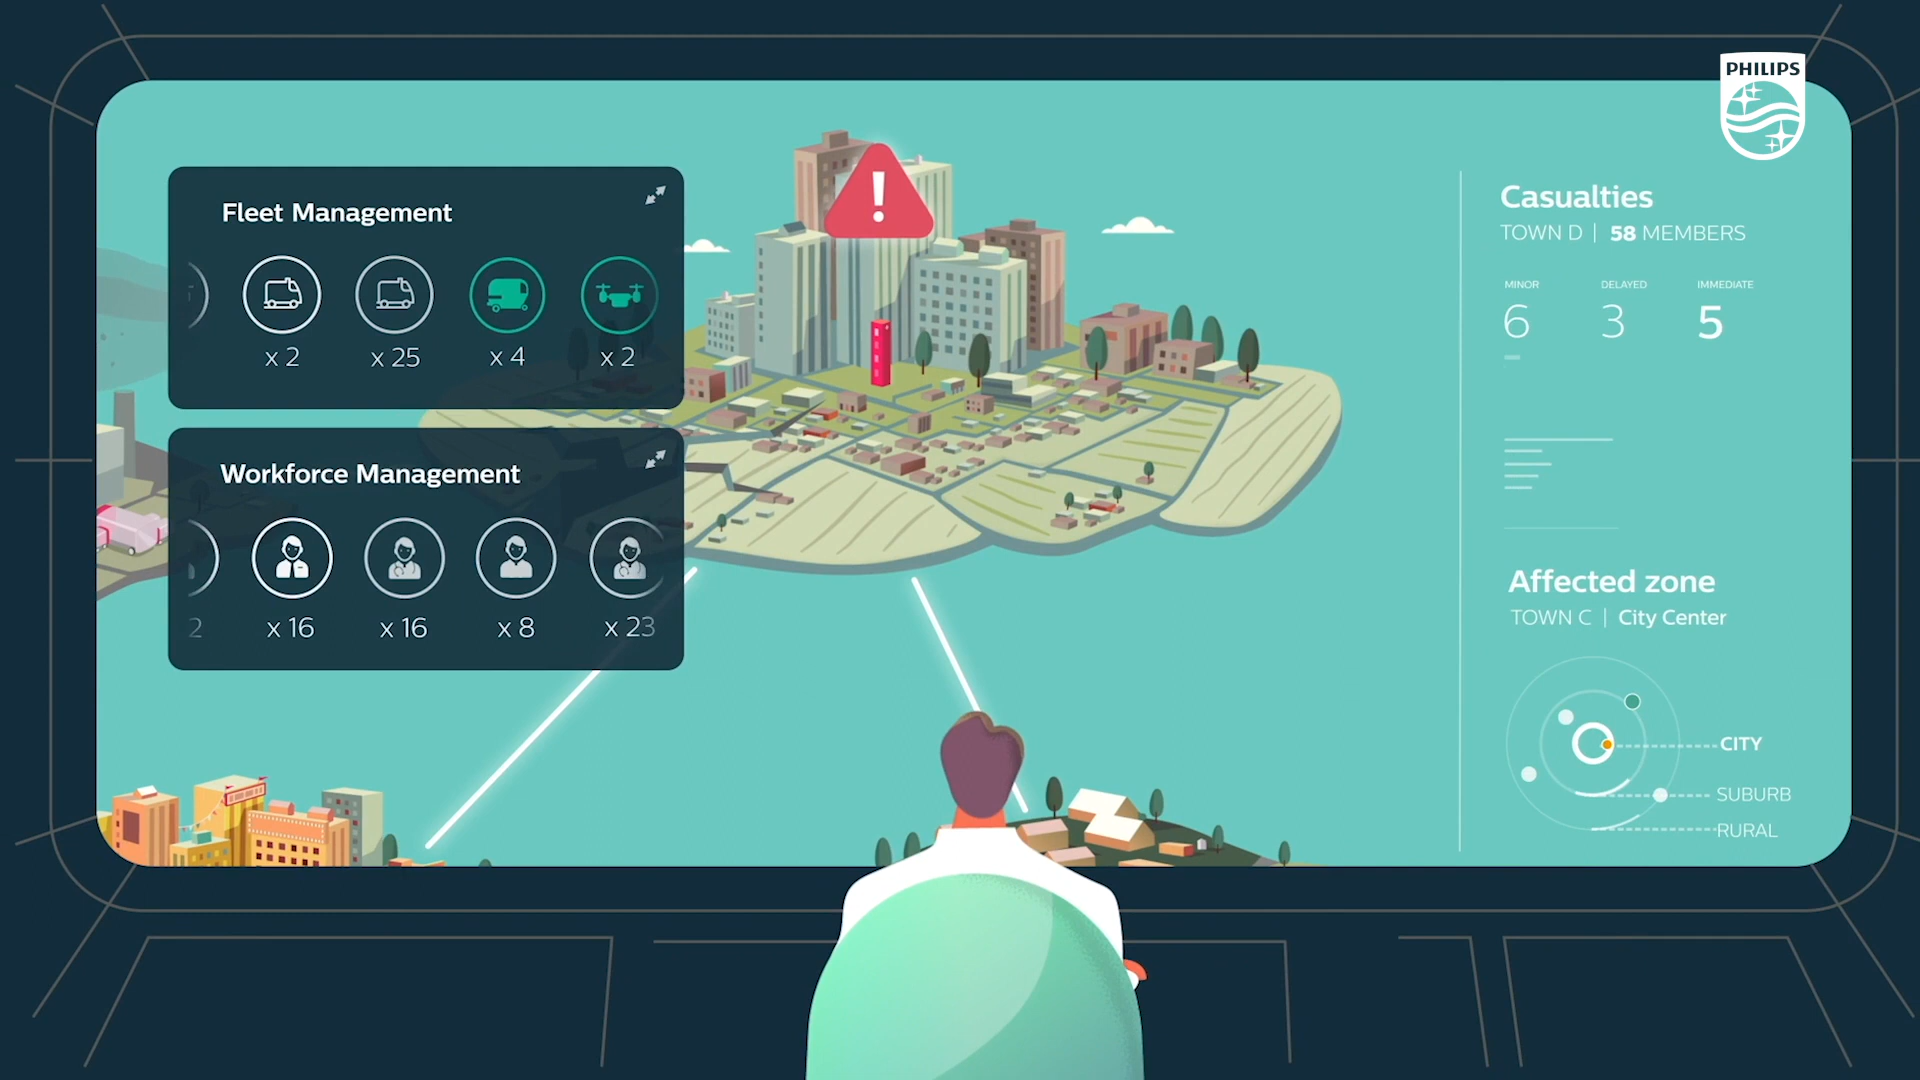 PHILIPS
Fleet Management
x 2
x 25
x 4
x 2
Workforce Management
2
x 16
x 16
x 8
x 23
Casualties
TOWN D | 58 MEMBERS
MINOR DELAYED IMMEDIATE
6 3 5
Affected zone
TOWN C | City Center
CITY
SUBURB
RURAL